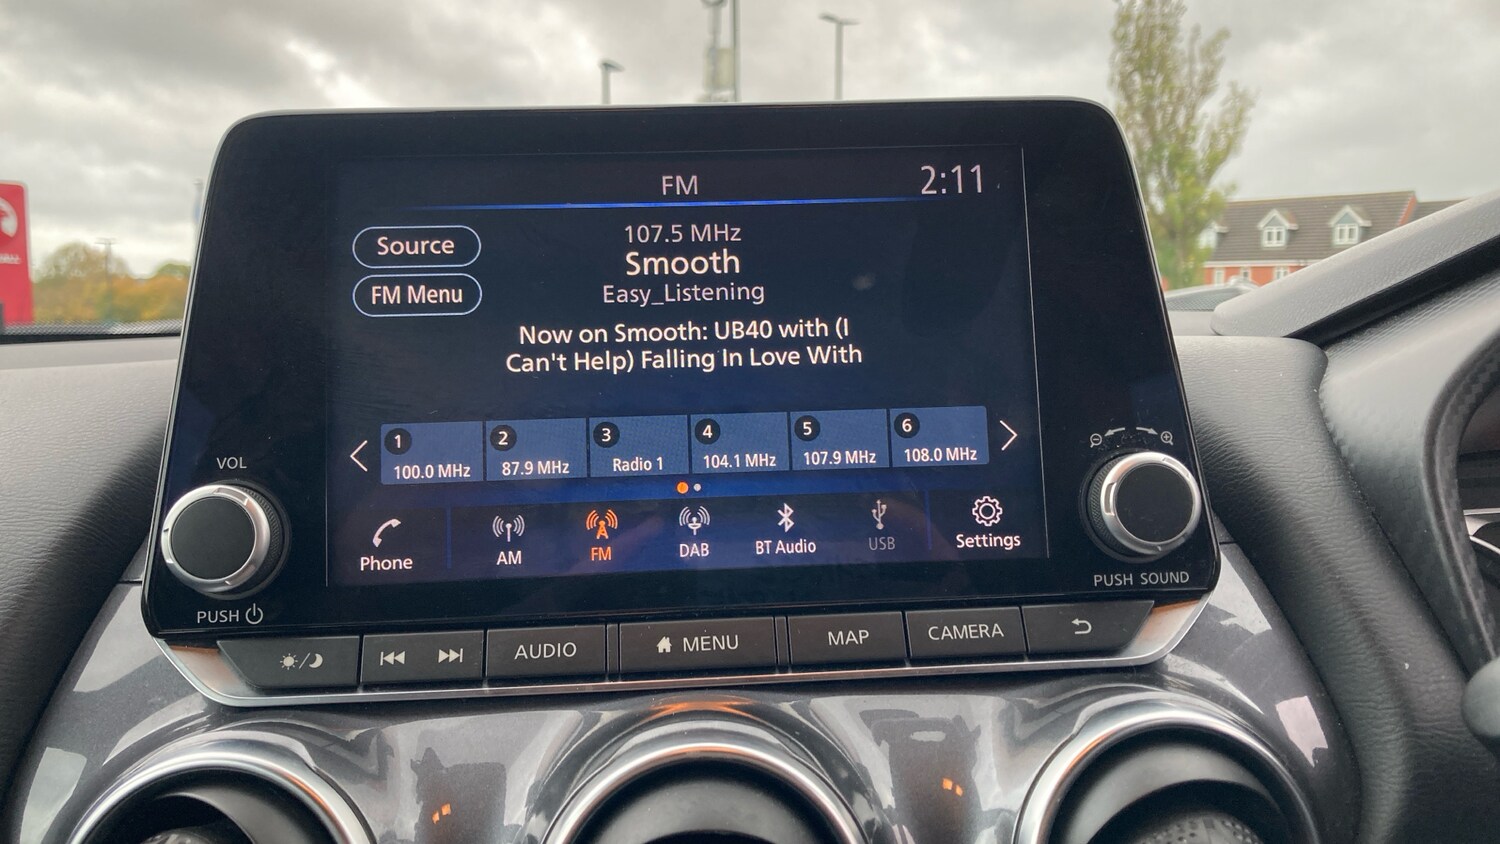 FM
2:11
Source
107.5 MHz
Smooth
FM Menu
Easy_Listening
Now on Smooth: UB40 with (I
Can't Help) Falling In Love With
1
2
3
4
5
6
100.0 MHz
87.9 MHz
Radio 1
104.1 MHz
107.9 MHz
108.0 MHz
VOL
Phone
AM
FM
DAB
BT Audio
USB
Settings
PUSH
PUSH SOUND
AUDIO
MENU
MAP
CAMERA